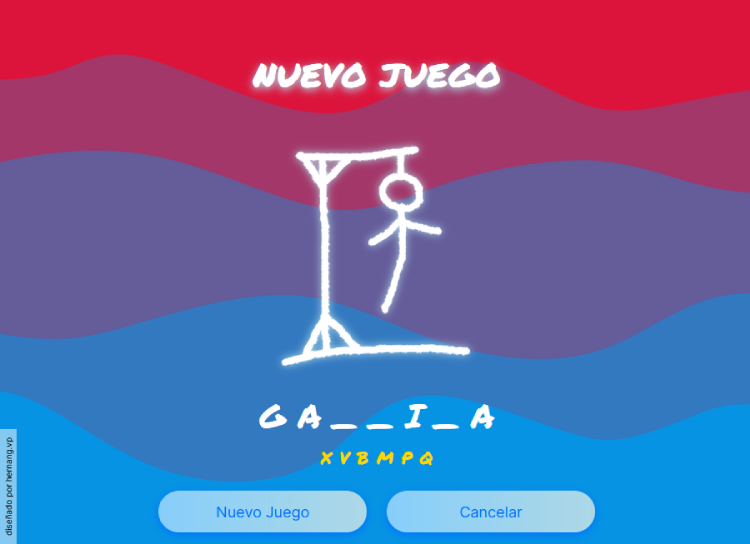 NUEVO JUEGO
G A _ _ I _ A
X V B M P Q
Nuevo Juego
Cancelar
diseñado por hernang.vp